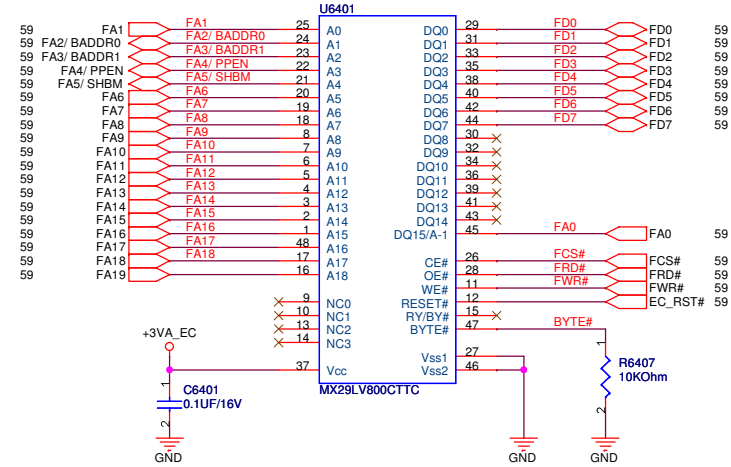 U6401
59 FA1 FA1 25 A0 DQ0 29 FD0 FD0 59
59 FA2/ BADDR0 FA2/ BADDR0 24 A1 DQ1 31 FD1 FD1 59
59 FA3/ BADDR1 FA3/ BADDR1 23 A2 DQ2 33 FD2 FD2 59
59 FA4/ PPEN FA4/ PPEN 22 A3 DQ3 35 FD3 FD3 59
59 FA5/ SHBM FA5/ SHBM 21 A4 DQ4 38 FD4 FD4 59
59 FA6 FA6 20 A5 DQ5 40 FD5 FD5 59
59 FA7 FA7 19 A6 DQ6 42 FD6 FD6 59
59 FA8 FA8 18 A7 DQ7 44 FD7 FD7 59
59 FA9 FA9 8 A8 DQ8 30
59 FA10 FA10 7 A9 DQ9 32
59 FA11 FA11 6 A10 DQ10 34
59 FA12 FA12 5 A11 DQ11 36
59 FA13 FA13 4 A12 DQ12 39
59 FA14 FA14 3 A13 DQ13 41
59 FA15 FA15 2 A14 DQ14 43
59 FA16 FA16 1 A15 DQ15/A-1 45 FA0 FA0 59
59 FA17 FA17 48 A16
59 FA18 FA18 17 A17 CE# 26 FCS# FCS# 59
59 FA19 16 A18 OE# 28 FRD# FRD# 59
WE# 11 FWR# FWR# 59
9 NC0 RESET# 12 EC_RST# 59
10 NC1 RY/BY# 15
13 NC2 BYTE# 47 BYTE#
14 NC3
+3VA_EC
Vss1 27
37 Vcc Vss2 46
MX29LV800CTTC
1 C6401
0.1UF/16V
2
GND
GND
1
R6407
10KOhm
2
GND